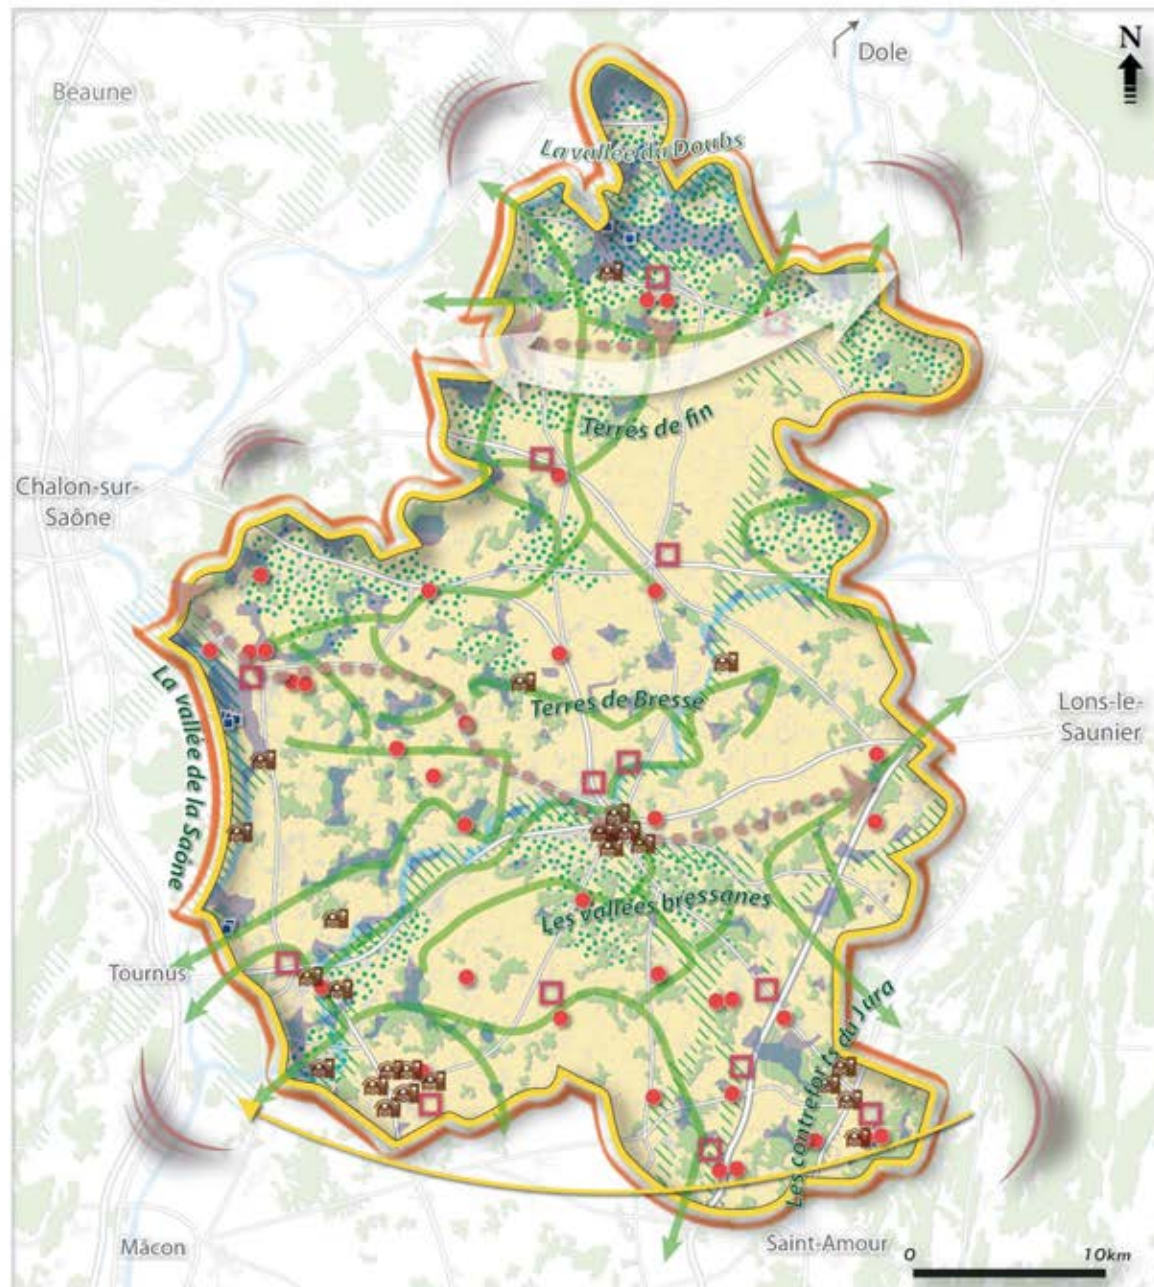 N
Dole
Beaune
La vallée du Doubs
Terres de fin
Chalon-sur-
Saône
La vallée de la Saône
Terres de Bresse
Lons-le-
Saunier
Les vallées bressanes
Tournus
Les contreforts du Jura
Mâcon
Saint-Amour
0
10km